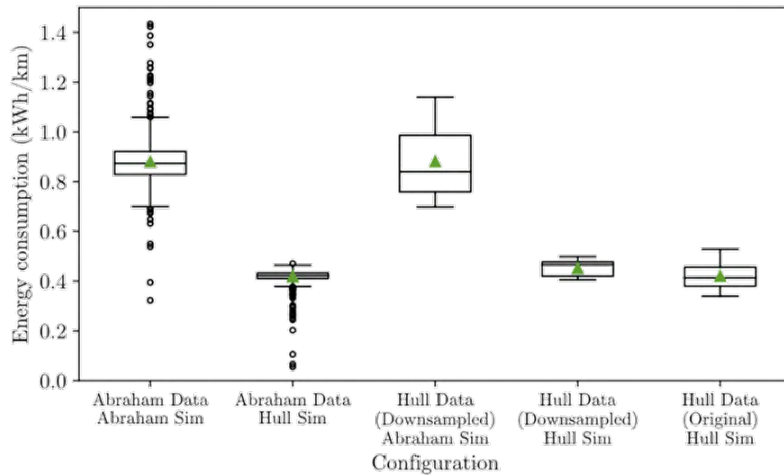 Energy consumption (kWh/km)
1.4
1.2
1.0
0.8
0.6
0.4
0.2
0.0
Abraham Data
Abraham Sim
Abraham Data
Hull Sim
Hull Data
(Downsampled)
Abraham Sim
Hull Data
(Downsampled)
Hull Sim
Hull Data
(Original)
Hull Sim
Configuration